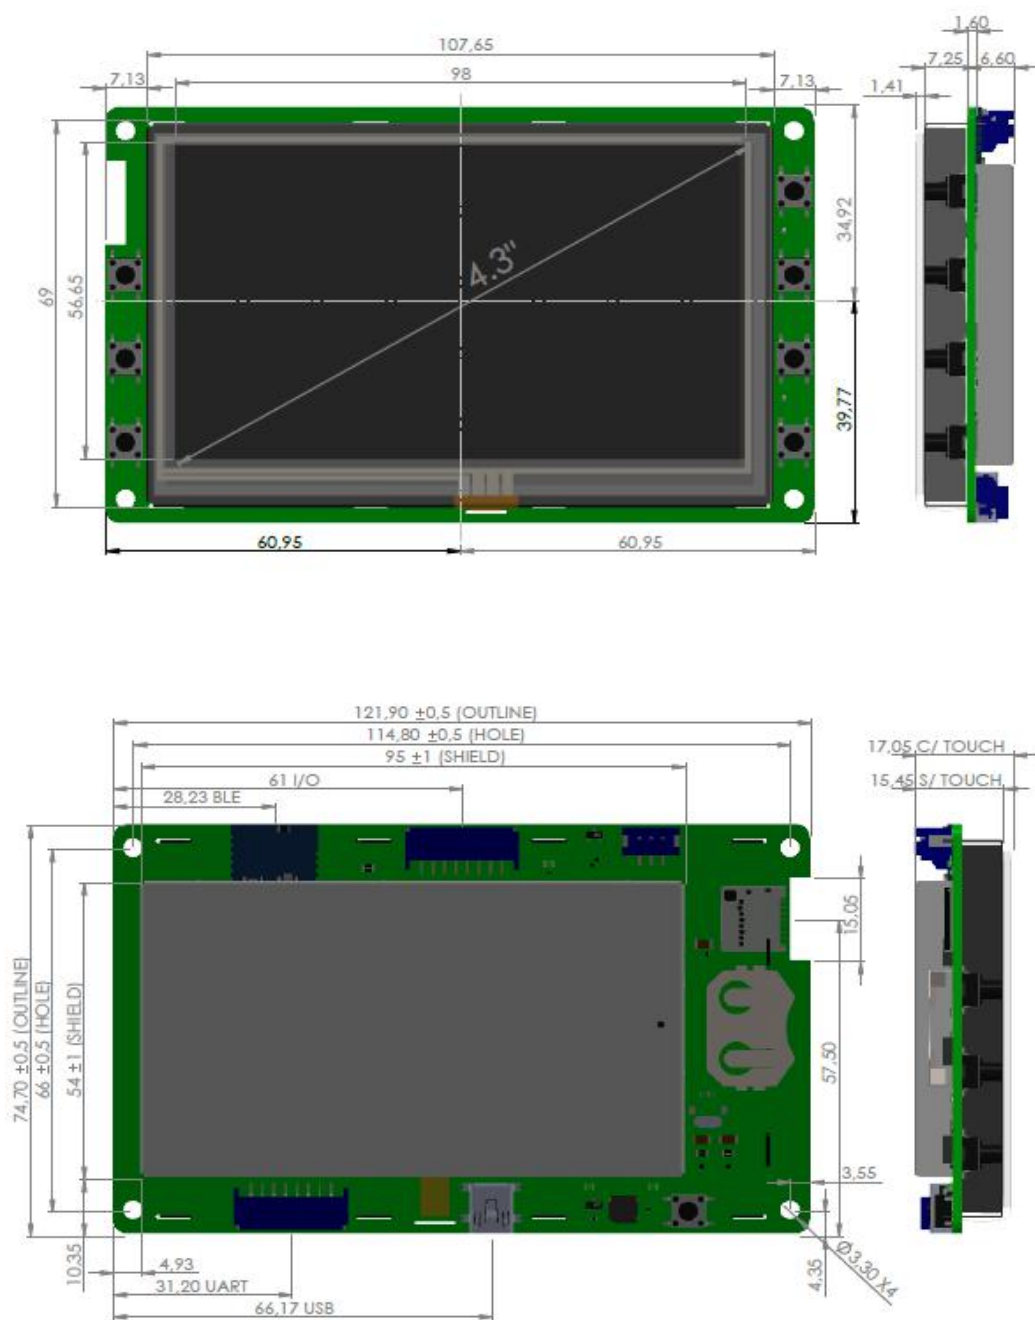 1,60
107,65
7,25
6,60
7,13
98
7,13
1,41
34,92
4.3"
69
56,65
39,77
60,95
60,95
121,90 ±0,5 (OUTLINE)
114,80 ±0,5 (HOLE)
17,05 C/ TOUCH
95 ±1 (SHIELD)
61 I/O
15,45 S/ TOUCH
28,23 BLE
15,05
74,70 ±0,5 (OUTLINE)
66 ±0,5 (HOLE)
54 ±1 (SHIELD)
57,50
3,55
10,35
4,93
4,35
Ø3,30 X4
31,20 UART
66,17 USB